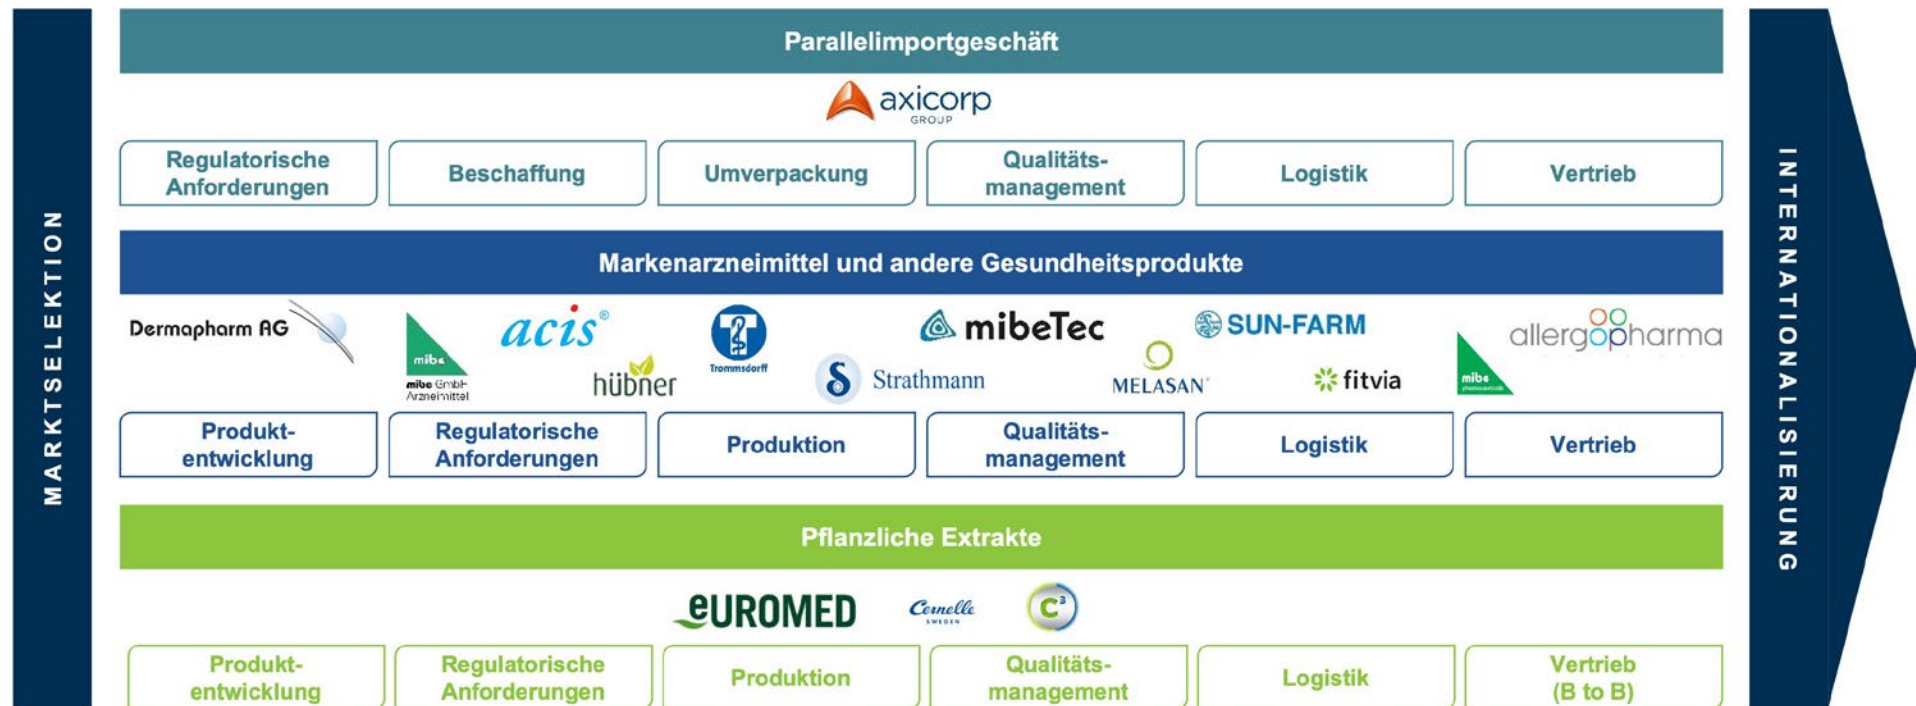 MARKTSELEKTION
Parallelimportgeschäft
axicorp
GROUP
Regulatorische
Anforderungen
Beschaffung
Umverpackung
Qualitäts-
management
Logistik
Vertrieb
Markenarzneimittel und andere Gesundheitsprodukte
Dermapharm AG
mibe
mibe GmbH
Arzneimittel
acis®
hübner
Trommsdorff
Strathmann
mibeTec
MELASAN®
SUN-FARM
fitvia
mibe
pharmaceuticals
allergopharma
Produkt-
entwicklung
Regulatorische
Anforderungen
Produktion
Qualitäts-
management
Logistik
Vertrieb
Pflanzliche Extrakte
eUROMED
Cernelle
SWEDEN
C³
Produkt-
entwicklung
Regulatorische
Anforderungen
Produktion
Qualitäts-
management
Logistik
Vertrieb
(B to B)
INTERNATIONALISIERUNG